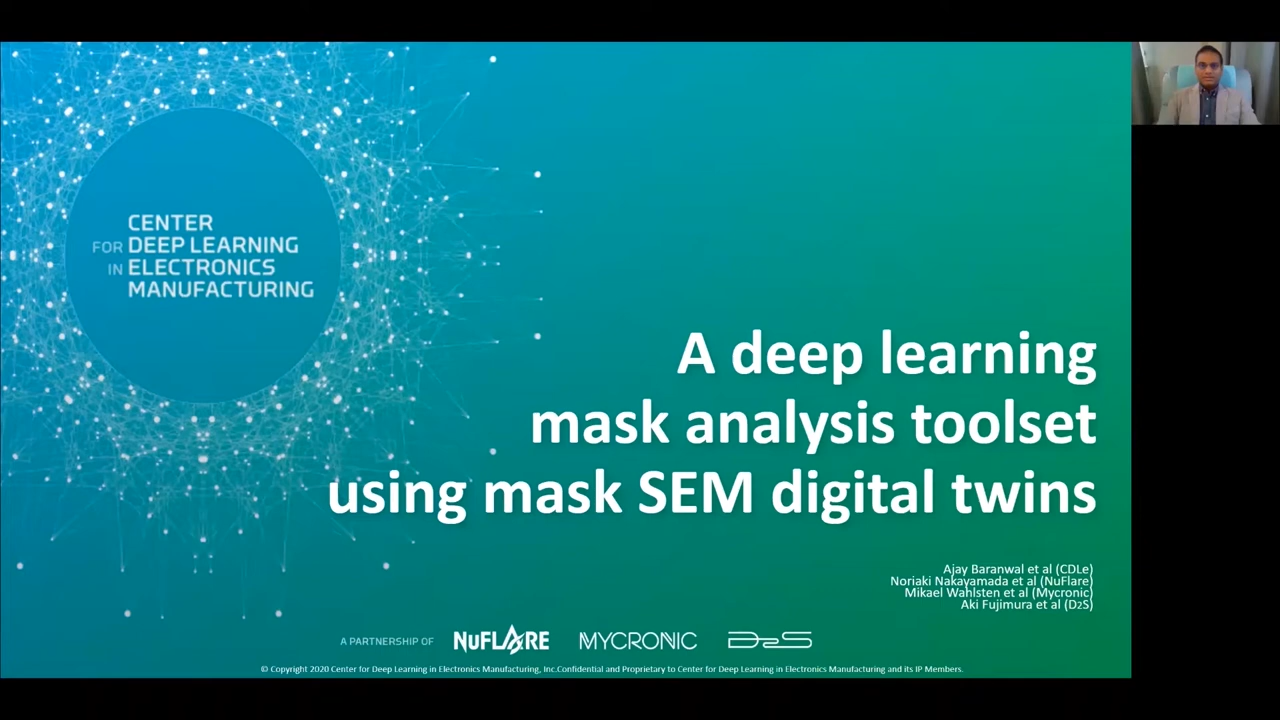 CENTER
FOR DEEP LEARNING
IN ELECTRONICS
MANUFACTURING
A deep learning
mask analysis toolset
using mask SEM digital twins
Ajay Baranwal et al (CDLe)
Noriaki Nakayamada et al (NuFlare)
Mikael Wahlsten et al (Mycronic)
Aki Fujimura et al (D2S)
A PARTNERSHIP OF NUFLARE MYCRONIC D2S
© Copyright 2020 Center for Deep Learning in Electronics Manufacturing, Inc.Confidential and Proprietary to Center for Deep Learning in Electronics Manufacturing and its IP Members.